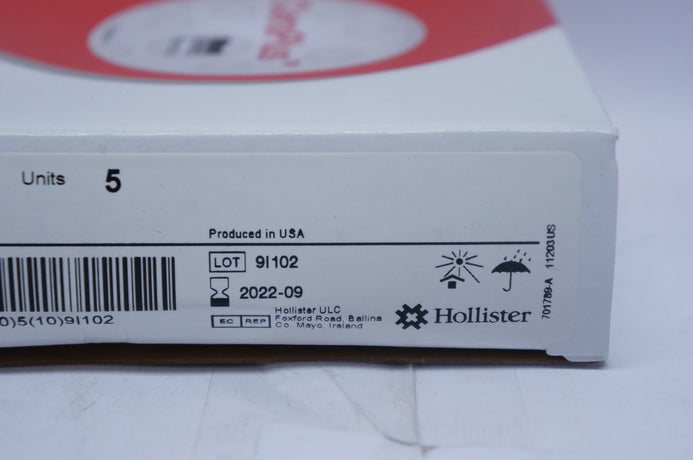 Units 5
Produced in USA
LOT 9I102
2022-09
EC REP Hollister ULC
Foxford Road, Ballina
Co. Mayo, Ireland
Hollister
0)5(10)9I102
701789-A 11203US